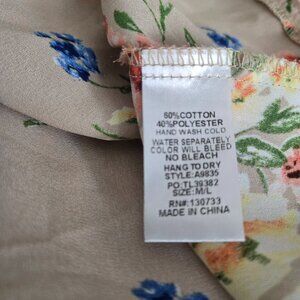 60%COTTON
40%POLYESTER
HAND WASH COLD
WATER SEPARATELY
COLOR WILL BLEED
NO BLEACH
HANG TO DRY
STYLE:A9835
PO:TL39382
SIZE:M/L
RN#:130733
MADE IN CHINA